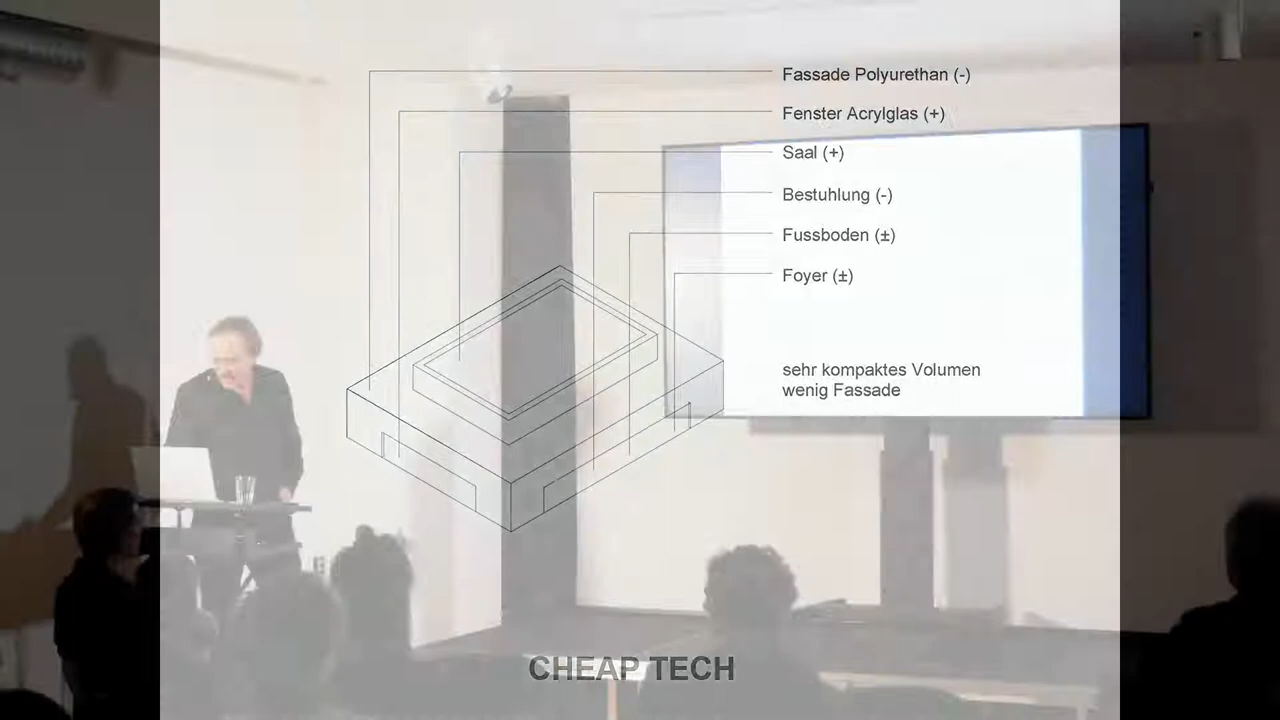 Fassade Polyurethan (-)
Fenster Acrylglas (+)
Saal (+)
Bestuhlung (-)
Fussboden (±)
Foyer (±)
sehr kompaktes Volumen
wenig Fassade
CHEAP TECH